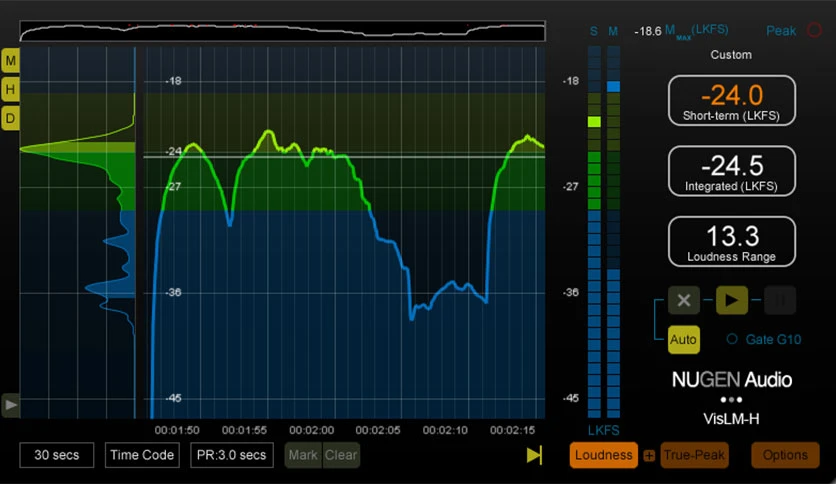 S M -18.6 M MAX (LKFS) Peak
Custom
M
H
D
-18
-24
-27
-36
-45
-18
-27
-36
-45
LKFS
-24.0
Short-term (LKFS)
-24.5
Integrated (LKFS)
13.3
Loudness Range
Auto Gate G10
NUGEN Audio
VisLM-H
00:01:50 00:01:55 00:02:00 00:02:05 00:02:10 00:02:15
30 secs Time Code PR:3.0 secs Mark Clear Loudness + True-Peak Options